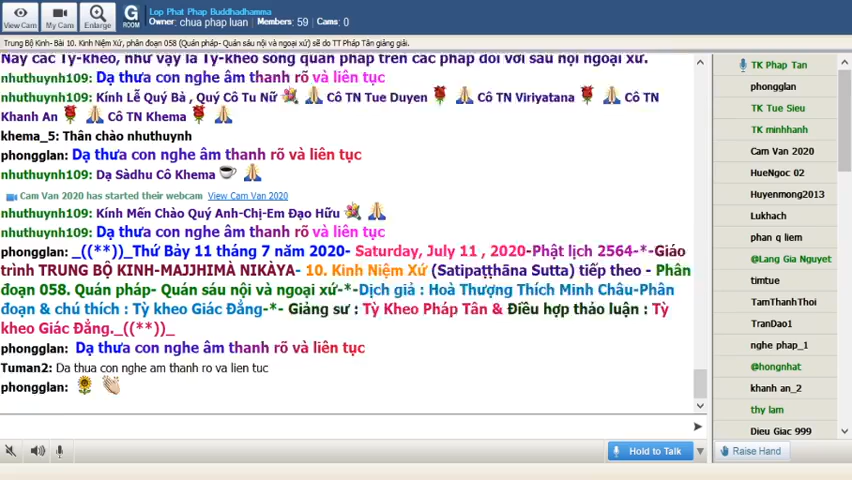 View Cam
My Cam
Enlarge
G ROOM
Lop Phat Phap Buddhadhamma
Owner: chua phap luan Members: 59 Cams: 0
Trung Bộ Kinh- Bài 10. Kinh Niệm Xứ, phân đoạn 058 (Quán pháp- Quán sáu nội và ngoại xứ) sẽ do TT Pháp Tân giảng giải.
Này các Tỷ-kheo, như vậy là Tỷ-kheo sống quán pháp trên các pháp đối với sáu nội ngoại xứ.
nhuthuynh109: Dạ thưa con nghe âm thanh rõ và liên tục
nhuthuynh109: Kính Lễ Quý Bà , Quý Cô Tu Nữ 💐 🙏 Cô TN Tue Duyen 🌹 🙏 Cô TN Viriyatana 🌹 🙏 Cô TN
Khanh An 🌹 🙏 Cô TN Khema 🌹 🙏
khema_5: Thân chào nhuthuynh
phongglan: Dạ thưa con nghe âm thanh rõ và liên tục
nhuthuynh109: Dạ Sàdhu Cô Khema ☕ 🙏
Cam Van 2020 has started their webcam View Cam Van 2020
nhuthuynh109: Kính Mến Chào Quý Anh-Chị-Em Đạo Hữu 💐 🙏
nhuthuynh109: Dạ thưa con nghe âm thanh rõ và liên tục
phongglan: _((**))_Thứ Bảy 11 tháng 7 năm 2020- Saturday, July 11 , 2020-Phật lịch 2564-*-Giáo
trình TRUNG BỘ KINH-MAJJHIMÀ NIKÀYA- 10. Kinh Niệm Xứ (Satipaṭṭhāna Sutta) tiếp theo - Phân
đoạn 058. Quán pháp- Quán sáu nội và ngoại xứ-*-Dịch giả : Hoà Thượng Thích Minh Châu-Phân
đoạn & chú thích : Tỳ kheo Giác Đẳng-*- Giảng sư : Tỳ Kheo Pháp Tân & Điều hợp thảo luận : Tỳ
kheo Giác Đẳng._((**))_
phongglan: Dạ thưa con nghe âm thanh rõ và liên tục
Tuman2: Da thua con nghe am thanh ro va lien tuc
phongglan: 🌻 👏
Hold to Talk
TK Phap Tan
phongglan
TK Tue Sieu
TK minhhanh
Cam Van 2020
HueNgoc 02
Huyenmong2013
Lukhach
phan q liem
@Lang Gia Nguyet
timtue
TamThanhThoi
TranDao1
nghe phap_1
@hongnhat
khanh an_2
thy lam
Dieu Giac 999
Raise Hand